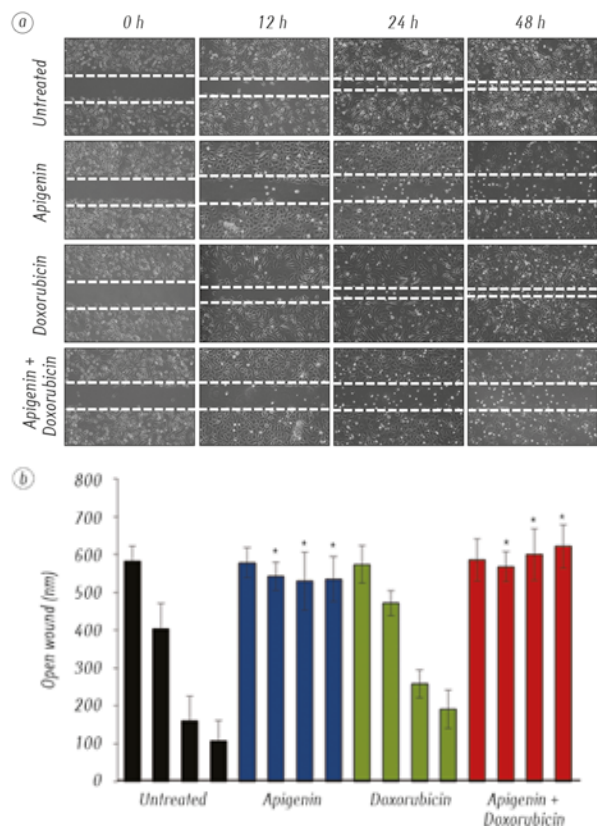 a 0 h 12 h 24 h 48 h
Untreated
Apigenin
Doxorubicin
Apigenin +
Doxorubicin
b
Open wound (nm)
800
700
600
500
400
300
200
100
0
* * * * * *
Untreated Apigenin Doxorubicin Apigenin +
Doxorubicin